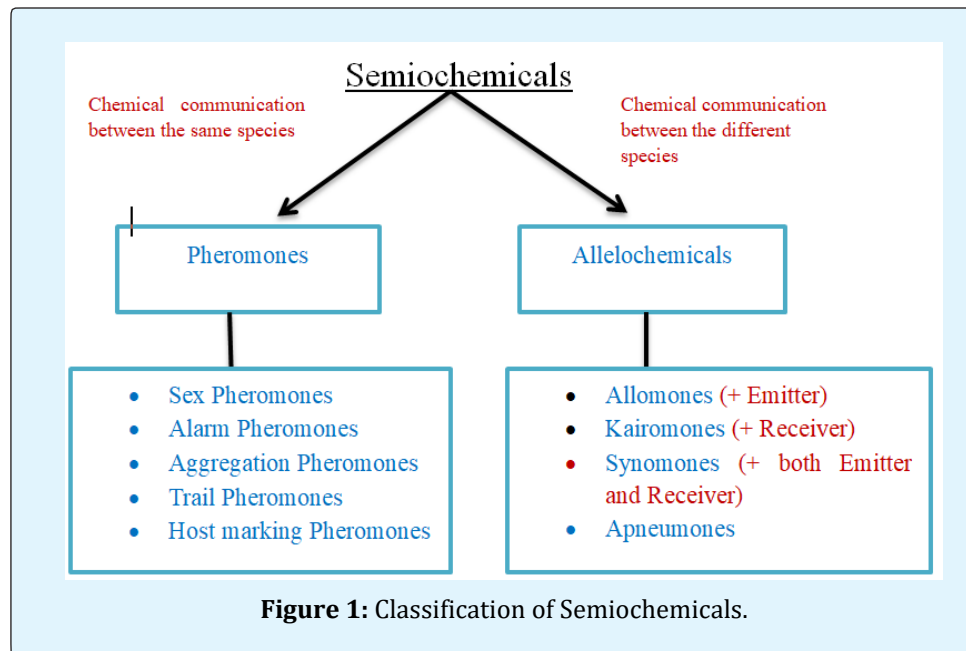 Semiochemicals
Chemical communication
between the same species
Chemical communication
between the different
species
Pheromones
Allelochemicals
• Sex Pheromones
• Alarm Pheromones
• Aggregation Pheromones
• Trail Pheromones
• Host marking Pheromones
• Allomones (+ Emitter)
• Kairomones (+ Receiver)
• Synomones (+ both Emitter
and Receiver)
• Apneumones
Figure 1: Classification of Semiochemicals.